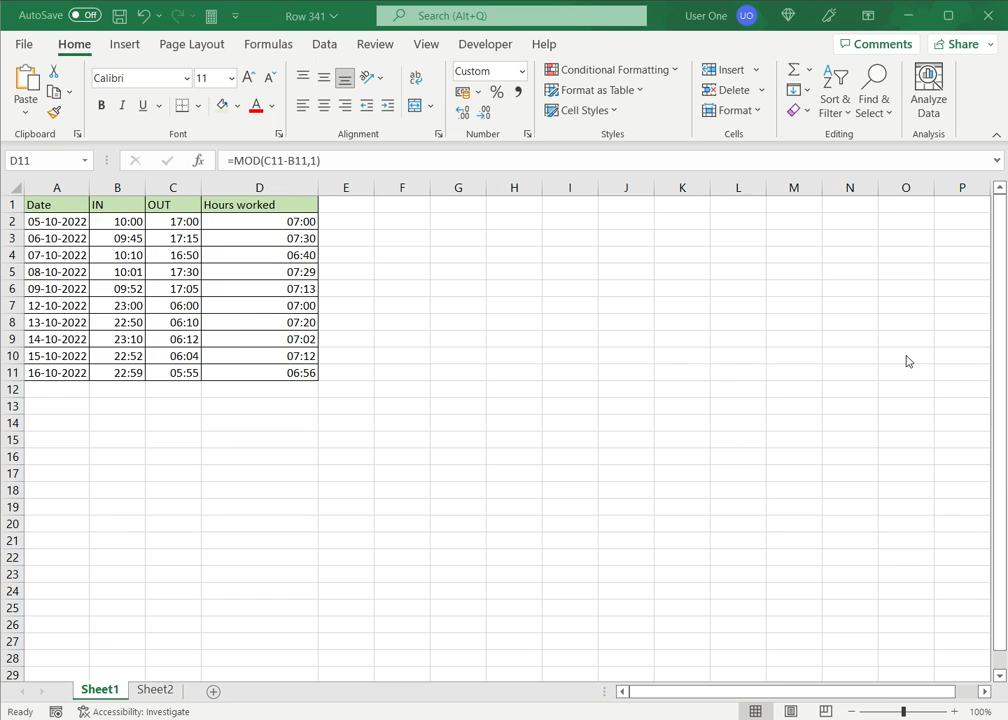 AutoSave Off Row 341 Search (Alt+Q) User One UO
File Home Insert Page Layout Formulas Data Review View Developer Help Comments Share
Paste Calibri 11 A A ab Custom Conditional Formatting Insert Σ Sort & Filter Find & Select Analyze Data
B I U A % 9 Format as Table Delete
Cell Styles Format
Clipboard Font Alignment Number Styles Cells Editing Analysis
D11 fx =MOD(C11-B11,1)
A B C D E F G H I J K L M N O P
1 Date IN OUT Hours worked
2 05-10-2022 10:00 17:00 07:00
3 06-10-2022 09:45 17:15 07:30
4 07-10-2022 10:10 16:50 06:40
5 08-10-2022 10:01 17:30 07:29
6 09-10-2022 09:52 17:05 07:13
7 12-10-2022 23:00 06:00 07:00
8 13-10-2022 22:50 06:10 07:20
9 14-10-2022 23:10 06:12 07:02
10 15-10-2022 22:52 06:04 07:12
11 16-10-2022 22:59 05:55 06:56
12
13
14
15
16
17
18
19
20
21
22
23
24
25
26
27
28
29
Sheet1 Sheet2
Ready Accessibility: Investigate 100%